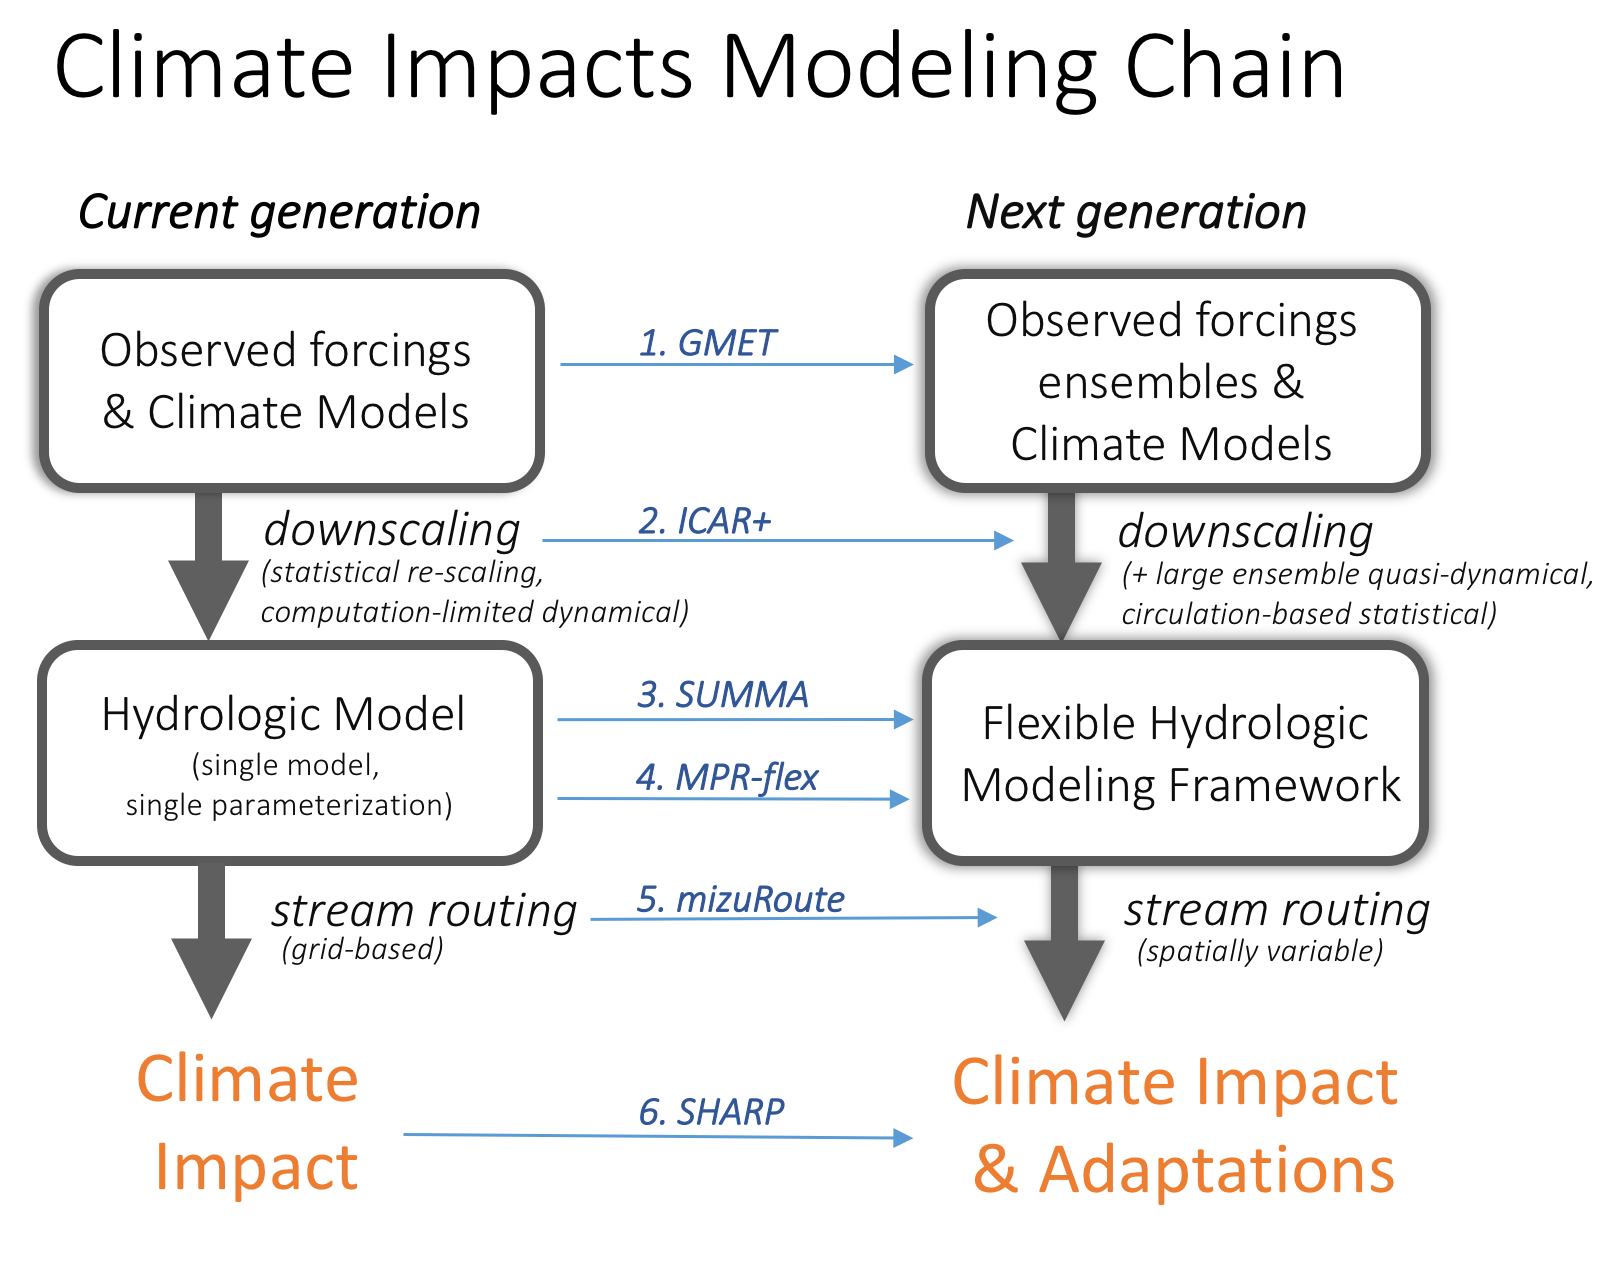 Climate Impacts Modeling Chain
Current generation
Next generation
Observed forcings
& Climate Models
1. GMET
Observed forcings
ensembles &
Climate Models
downscaling
(statistical re-scaling,
computation-limited dynamical)
2. ICAR+
downscaling
(+ large ensemble quasi-dynamical,
circulation-based statistical)
Hydrologic Model
(single model,
single parameterization)
3. SUMMA
4. MPR-flex
Flexible Hydrologic
Modeling Framework
stream routing
(grid-based)
5. mizuRoute
stream routing
(spatially variable)
Climate
Impact
6. SHARP
Climate Impact
& Adaptations